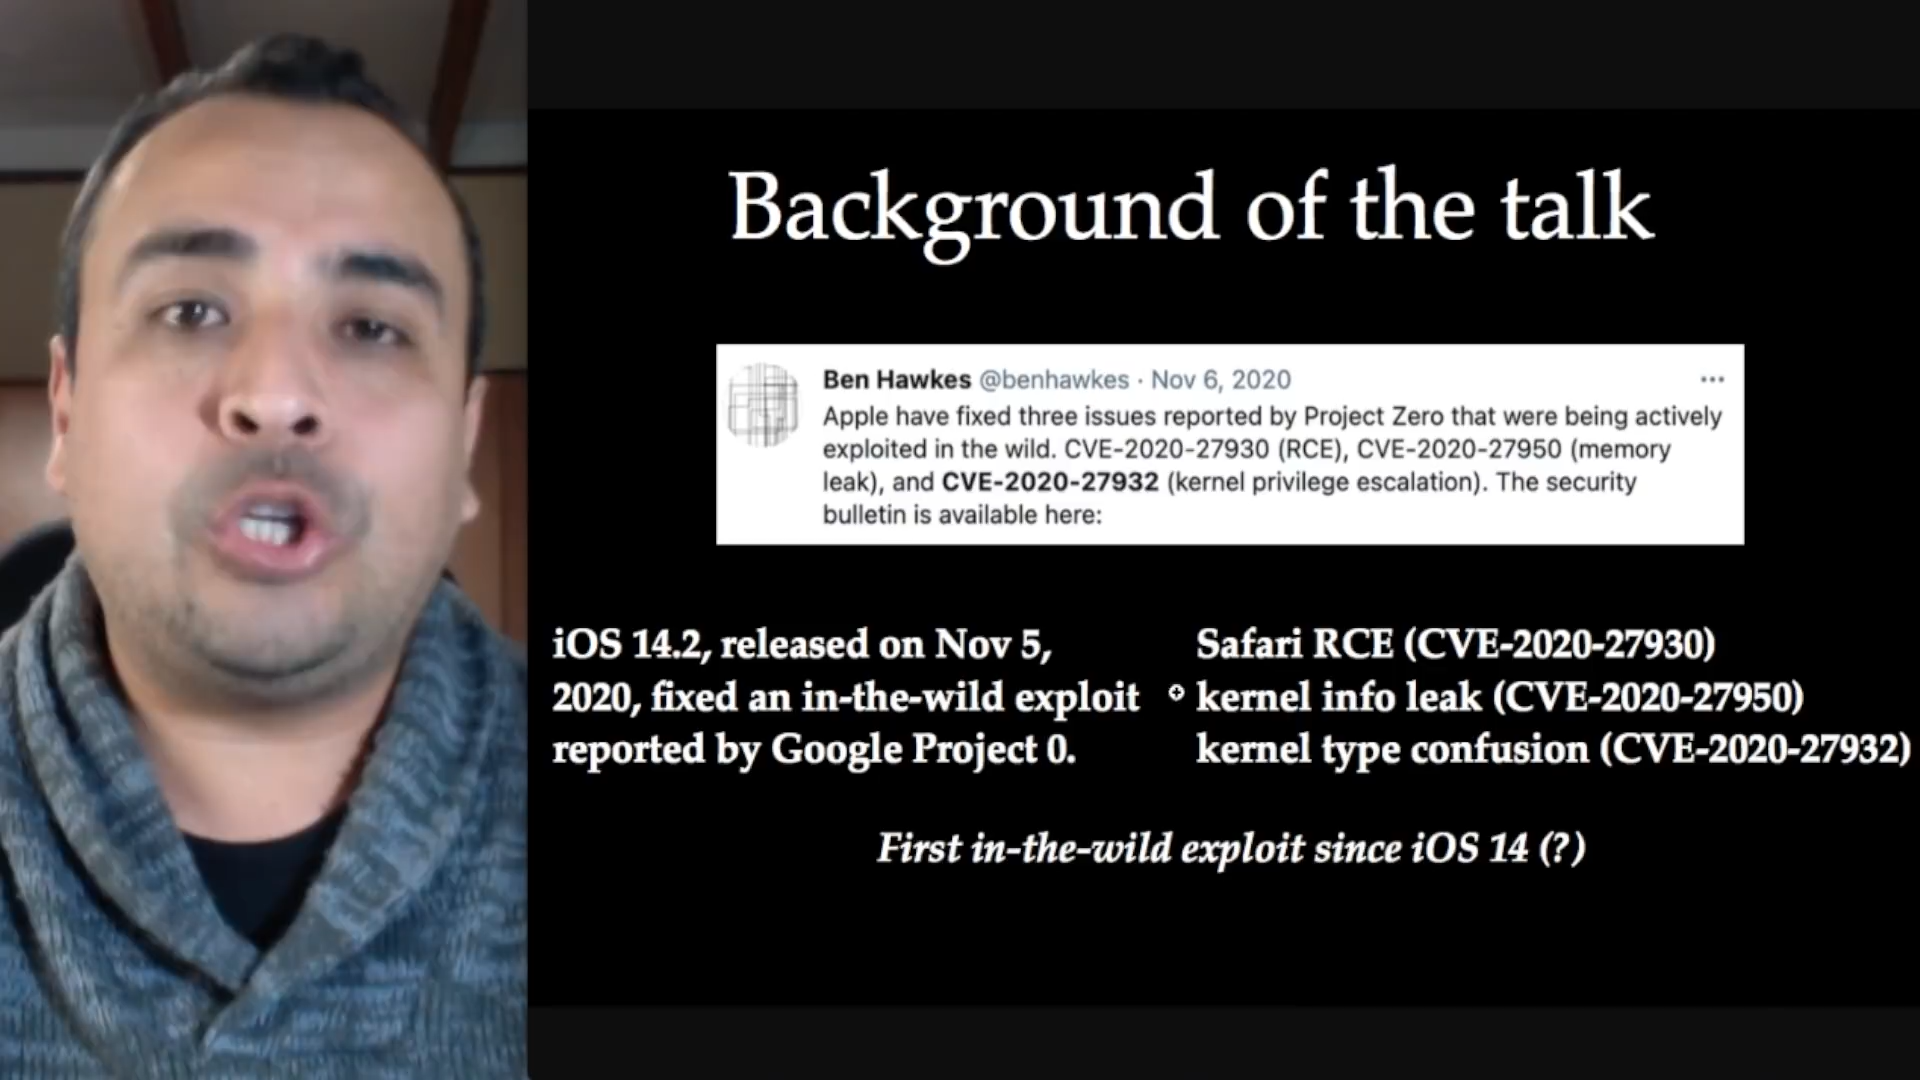 Background of the talk
Ben Hawkes @benhawkes · Nov 6, 2020
Apple have fixed three issues reported by Project Zero that were being actively
exploited in the wild. CVE-2020-27930 (RCE), CVE-2020-27950 (memory
leak), and CVE-2020-27932 (kernel privilege escalation). The security
bulletin is available here:
iOS 14.2, released on Nov 5,
2020, fixed an in-the-wild exploit
reported by Google Project 0.
Safari RCE (CVE-2020-27930)
kernel info leak (CVE-2020-27950)
kernel type confusion (CVE-2020-27932)
First in-the-wild exploit since iOS 14 (?)